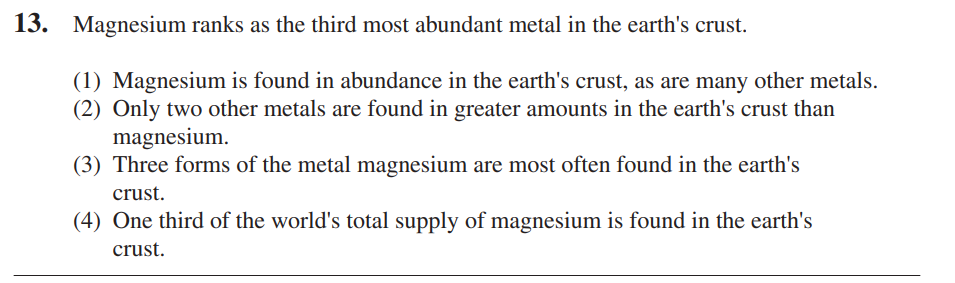 13. Magnesium ranks as the third most abundant metal in the earth's crust.
(1) Magnesium is found in abundance in the earth's crust, as are many other metals.
(2) Only two other metals are found in greater amounts in the earth's crust than
magnesium.
(3) Three forms of the metal magnesium are most often found in the earth's
crust.
(4) One third of the world's total supply of magnesium is found in the earth's
crust.